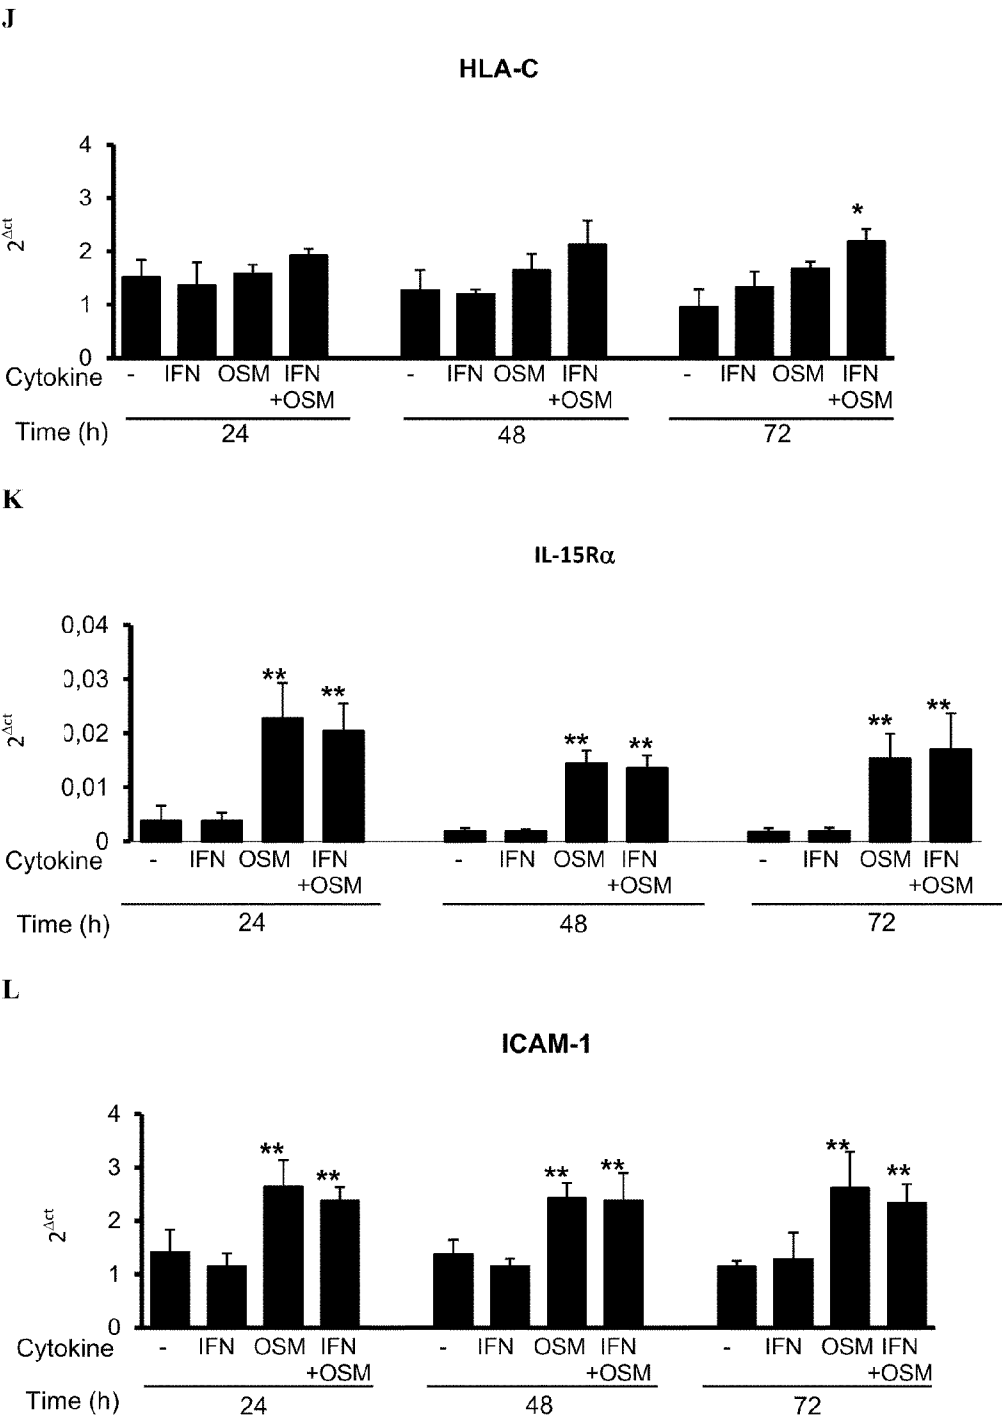 J
HLA-C
4
3
2
1
0
2^Δct
*
Cytokine - IFN OSM IFN +OSM - IFN OSM IFN +OSM - IFN OSM IFN +OSM
Time (h) 24 48 72
K
IL-15Rα
0,04
0,03
0,02
0,01
0
2^Δct
** ** ** ** ** **
Cytokine - IFN OSM IFN +OSM - IFN OSM IFN +OSM - IFN OSM IFN +OSM
Time (h) 24 48 72
L
ICAM-1
4
3
2
1
0
2^Δct
** ** ** ** ** **
Cytokine - IFN OSM IFN +OSM - IFN OSM IFN +OSM - IFN OSM IFN +OSM
Time (h) 24 48 72